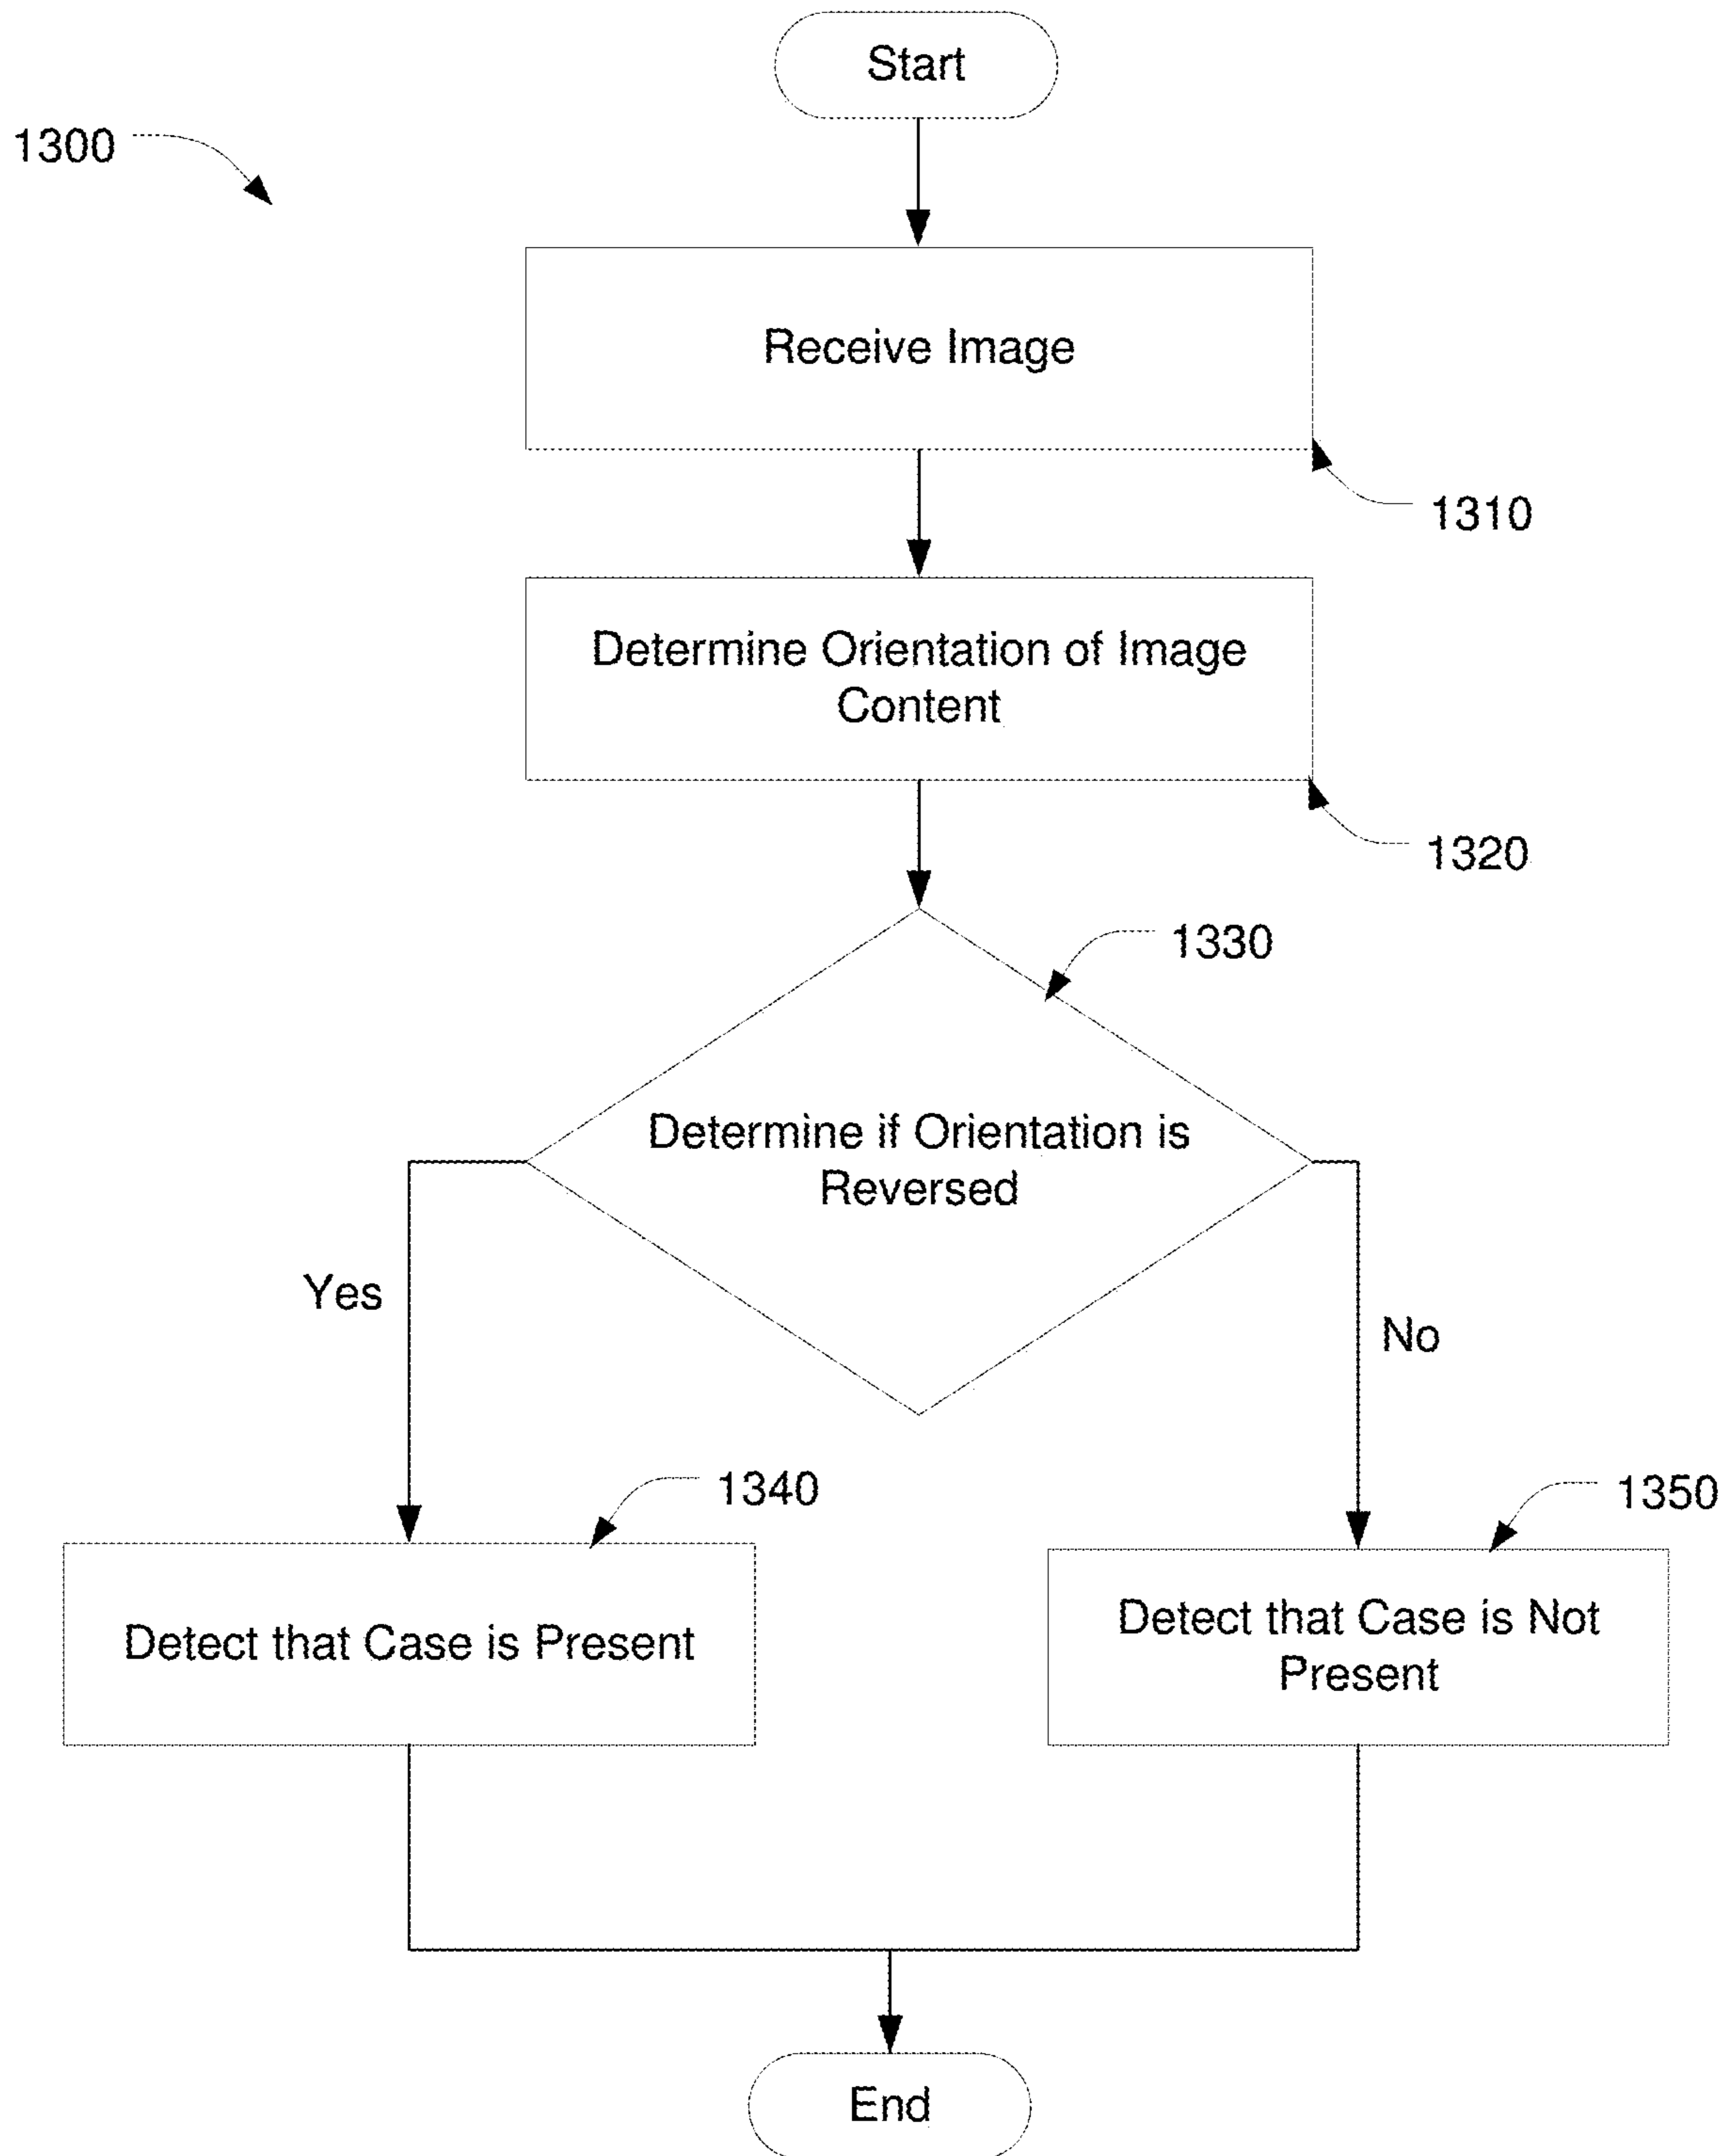 Start
1300
Receive Image
1310
Determine Orientation of Image
Content
1320
1330
Determine if Orientation is
Reversed
Yes
No
1340
1350
Detect that Case is Present
Detect that Case is Not
Present
End